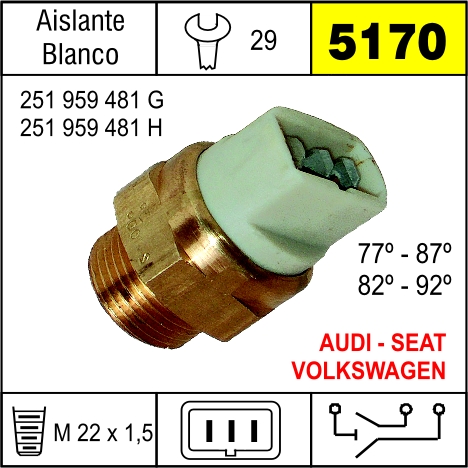 Aislante
Blanco
29
5170
251 959 481 G
251 959 481 H
77º - 87º
82º - 92º
AUDI - SEAT
VOLKSWAGEN
M 22 x 1,5